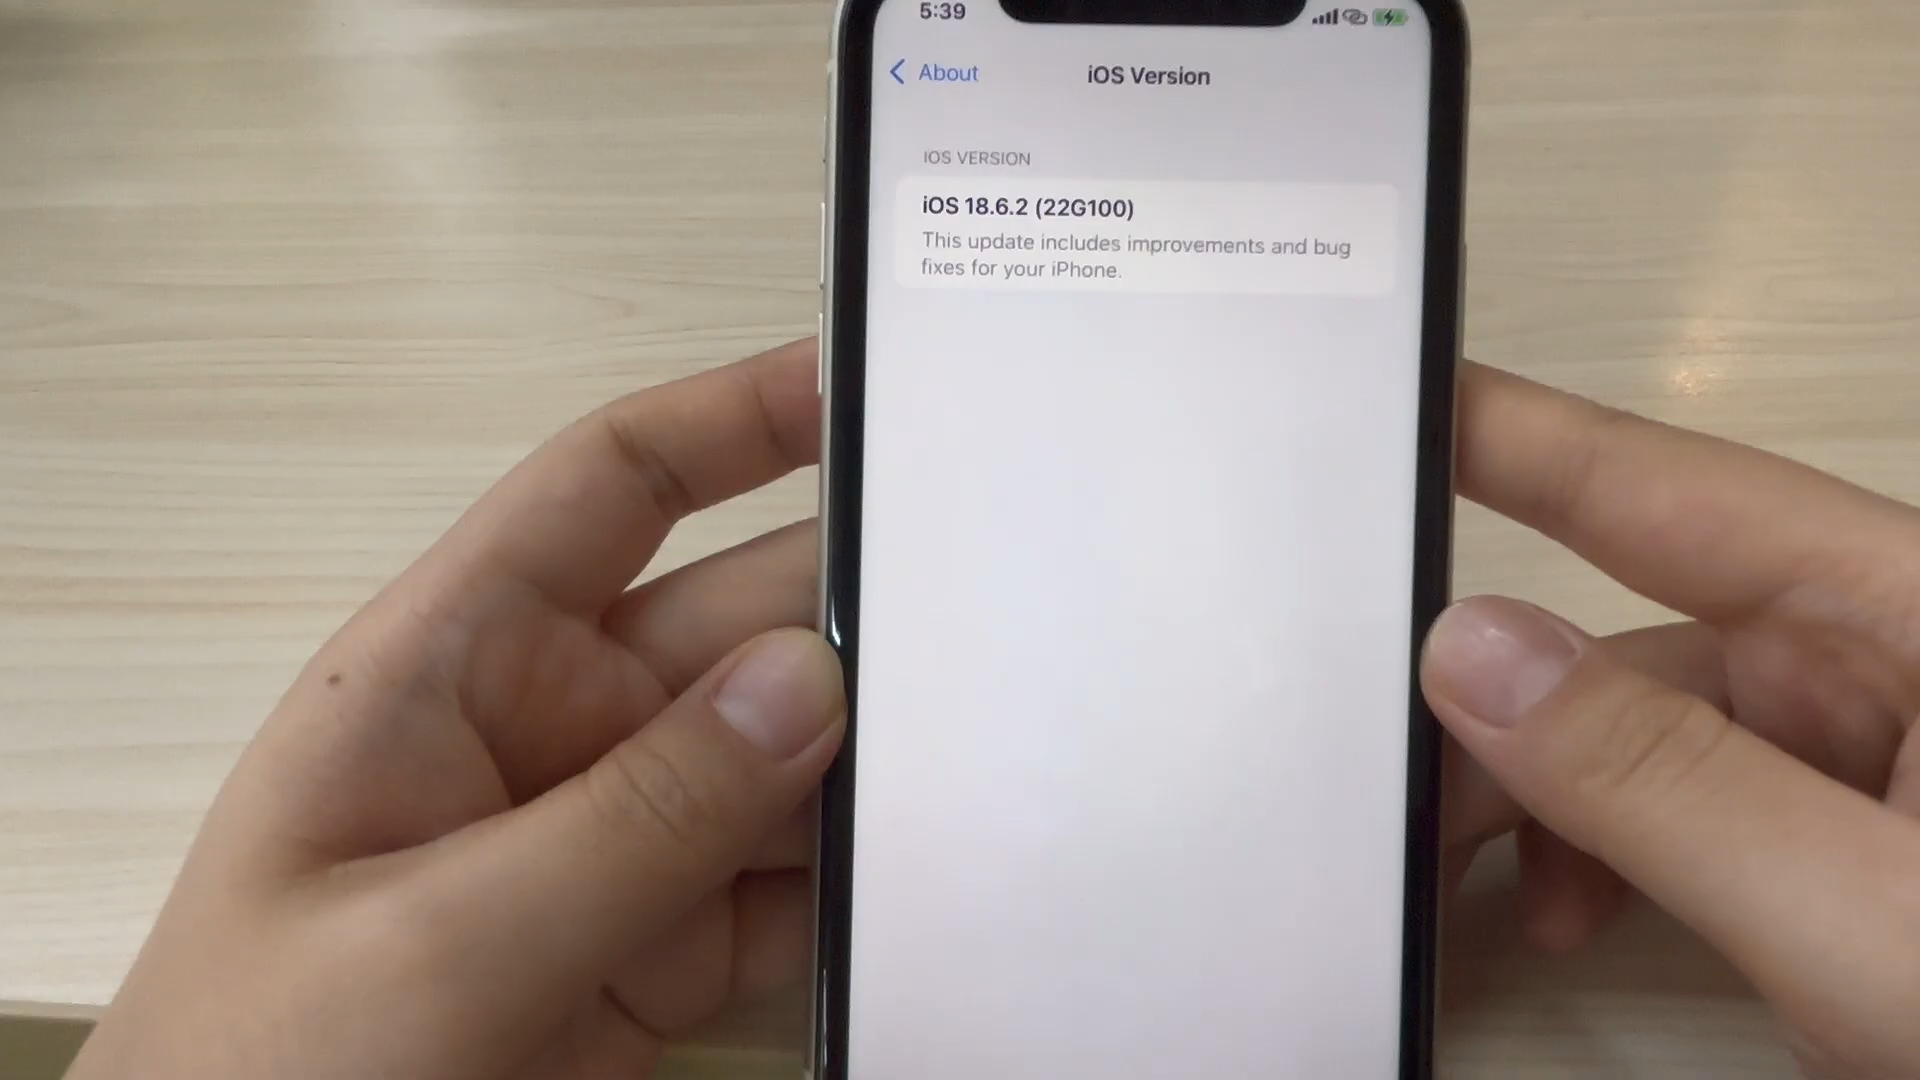 5:39
About
iOS Version
IOS VERSION
iOS 18.6.2 (22G100)
This update includes improvements and bug
fixes for your iPhone.